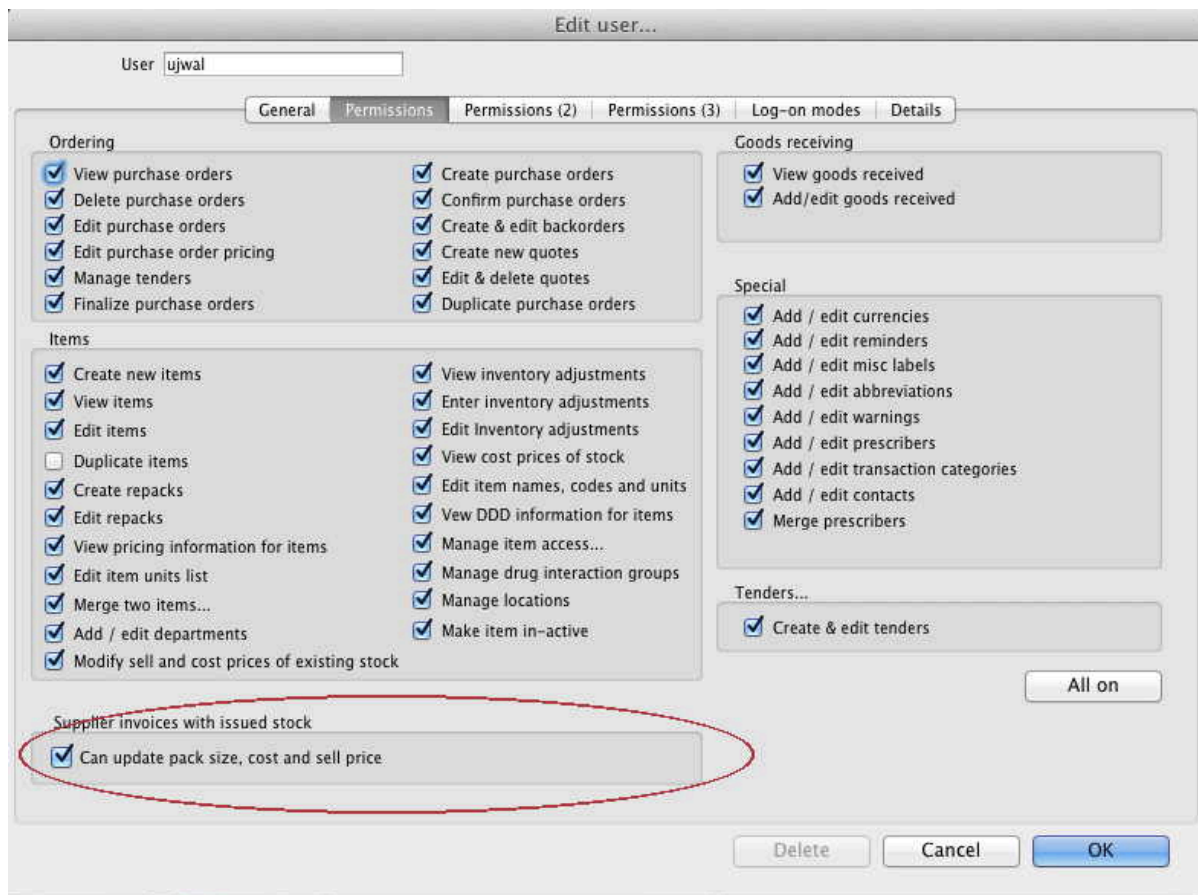 Edit user...
User ujwal
General Permissions Permissions (2) Permissions (3) Log-on modes Details
Ordering
View purchase orders
Delete purchase orders
Edit purchase orders
Edit purchase order pricing
Manage tenders
Finalize purchase orders
Create purchase orders
Confirm purchase orders
Create & edit backorders
Create new quotes
Edit & delete quotes
Duplicate purchase orders
Items
Create new items
View items
Edit items
Duplicate items
Create repacks
Edit repacks
View pricing information for items
Edit item units list
Merge two items...
Add / edit departments
Modify sell and cost prices of existing stock
View inventory adjustments
Enter inventory adjustments
Edit Inventory adjustments
View cost prices of stock
Edit item names, codes and units
Vew DDD information for items
Manage item access...
Manage drug interaction groups
Manage locations
Make item in-active
Supplier invoices with issued stock
Can update pack size, cost and sell price
Goods receiving
View goods received
Add/edit goods received
Special
Add / edit currencies
Add / edit reminders
Add / edit misc labels
Add / edit abbreviations
Add / edit warnings
Add / edit prescribers
Add / edit transaction categories
Add / edit contacts
Merge prescribers
Tenders...
Create & edit tenders
All on
Delete Cancel OK